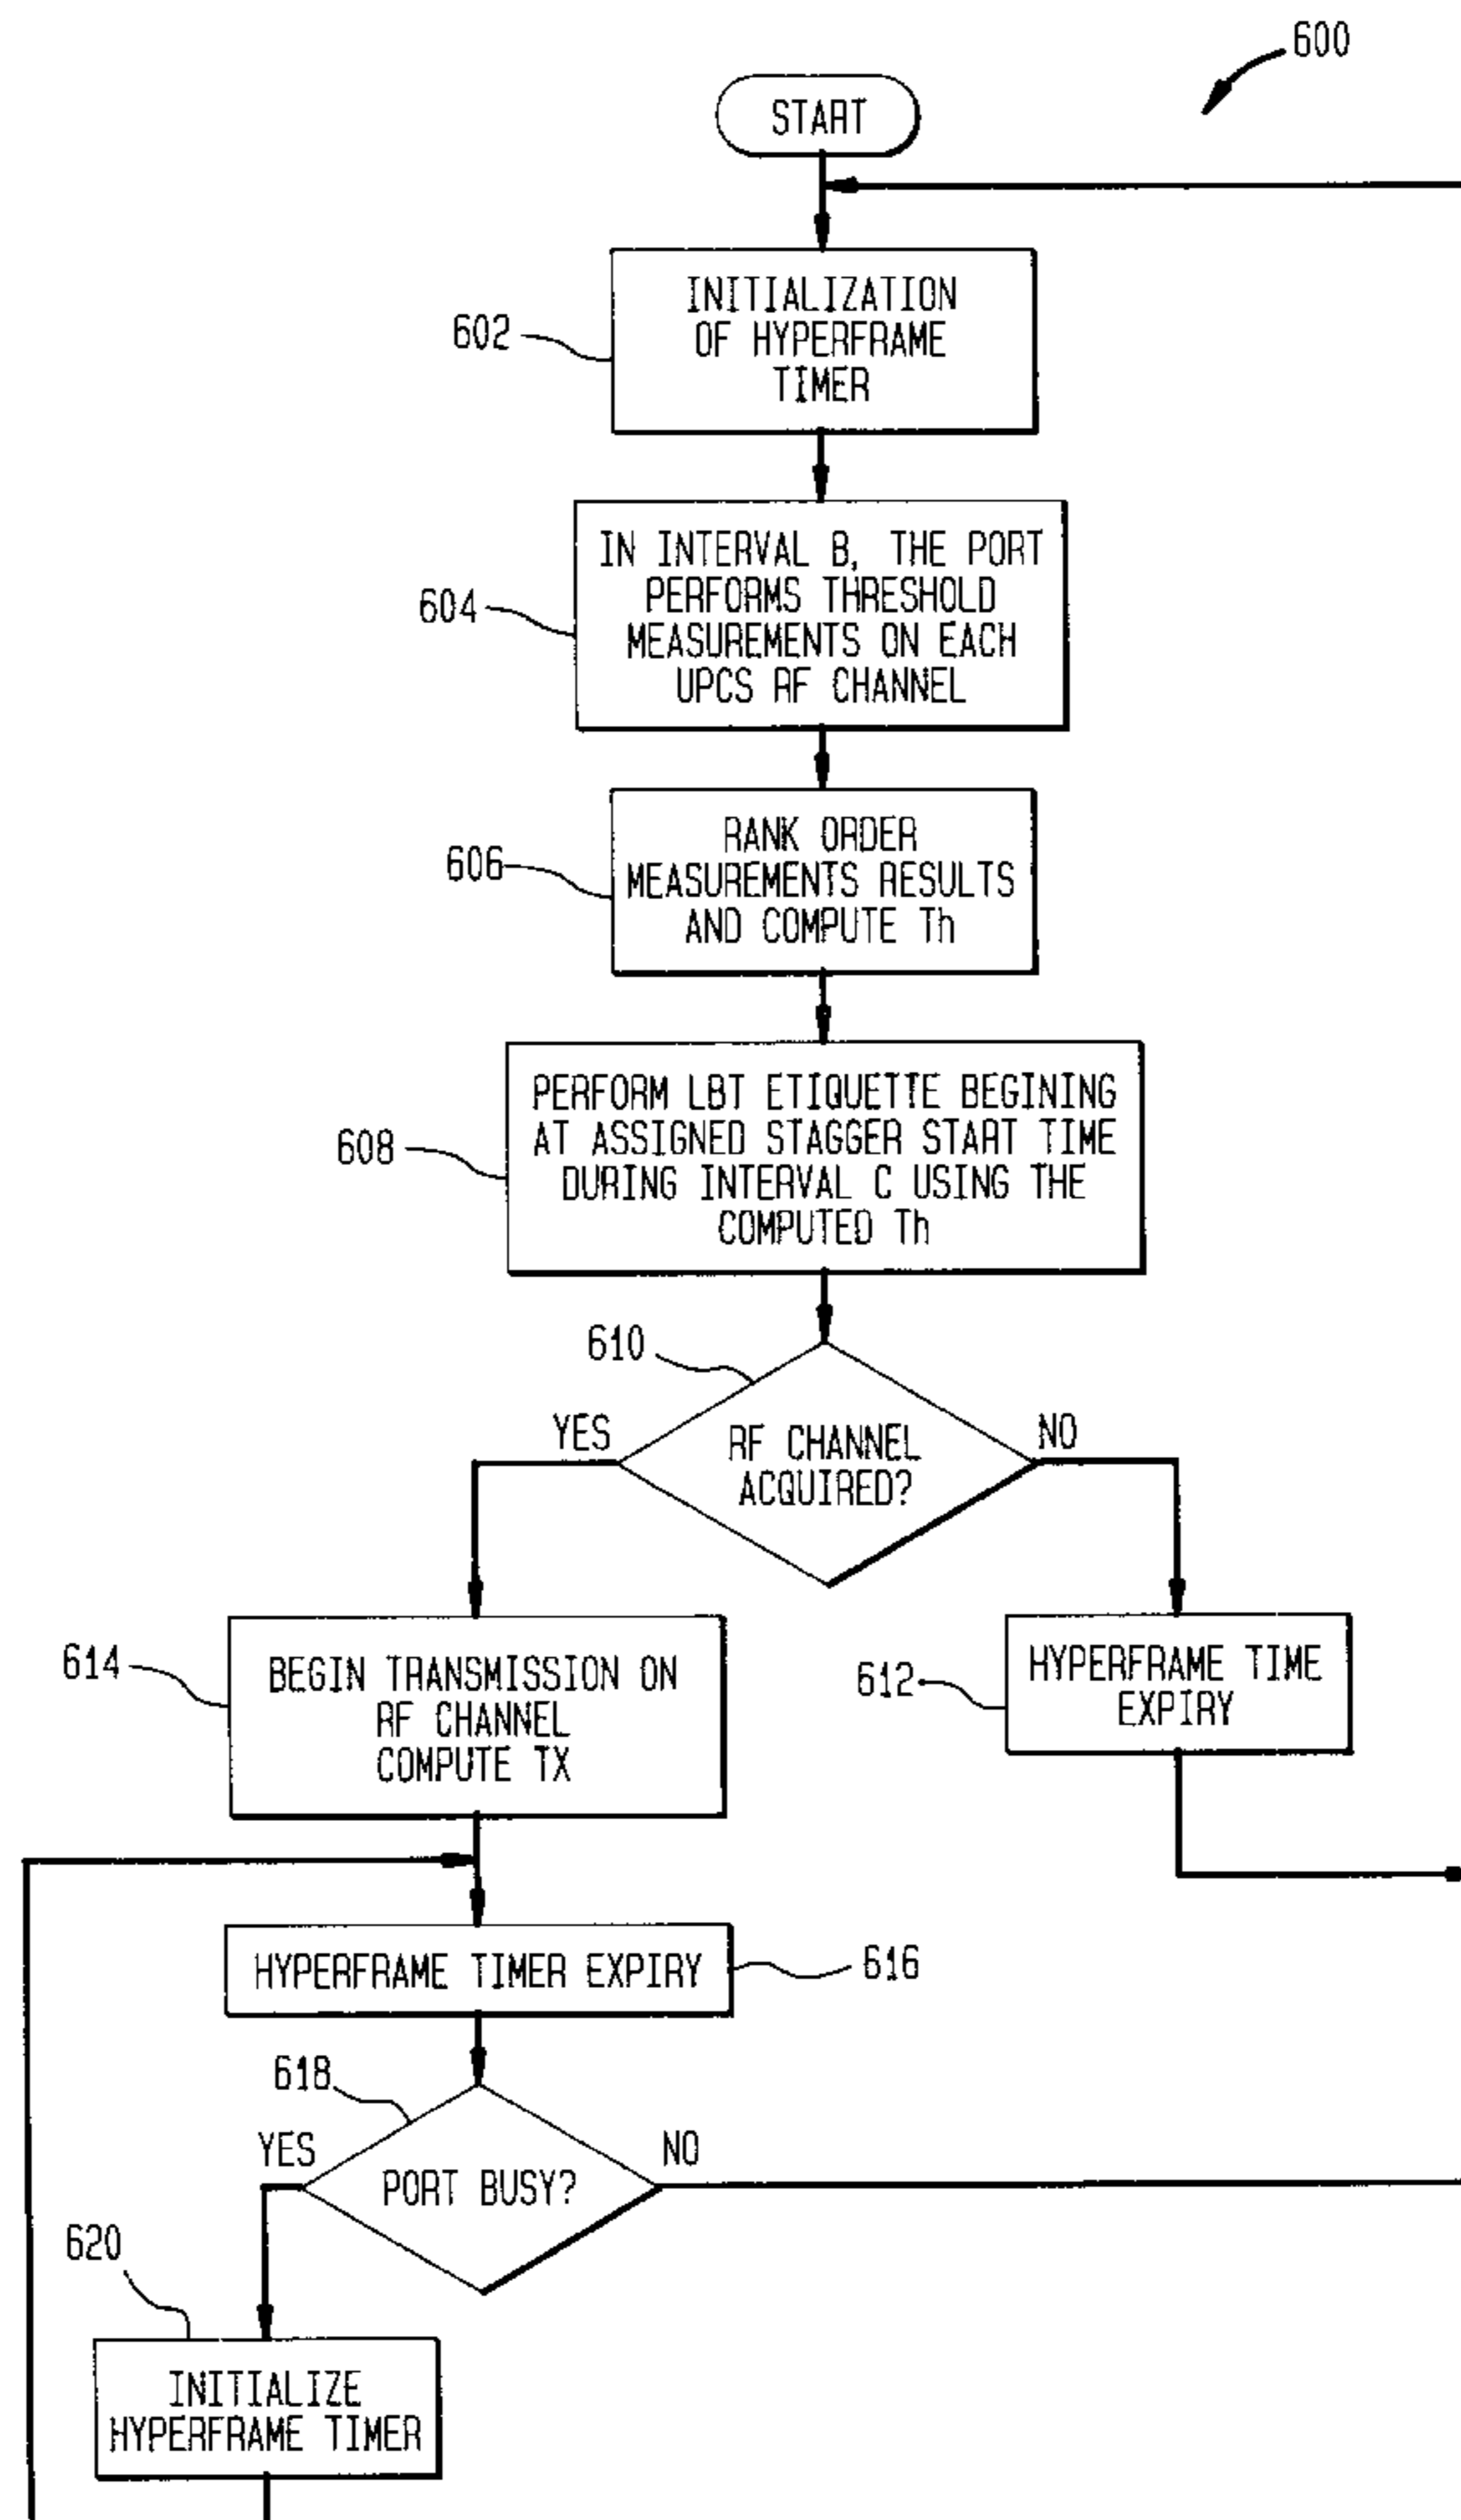 600
START
602
INITIALIZATION
OF HYPERFRAME
TIMER
604
IN INTERVAL B, THE PORT
PERFORMS THRESHOLD
MEASUREMENTS ON EACH
UPCS RF CHANNEL
606
RANK ORDER
MEASUREMENTS RESULTS
AND COMPUTE Th
608
PERFORM LBT ETIQUETTE BEGINING
AT ASSIGNED STAGGER START TIME
DURING INTERVAL C USING THE
COMPUTED Th
610
YES
RF CHANNEL
ACQUIRED?
NO
614
BEGIN TRANSMISSION ON
RF CHANNEL
COMPUTE TX
612
HYPERFRAME TIME
EXPIRY
HYPERFRAME TIMER EXPIRY
616
618
YES
PORT BUSY?
NO
620
INITIALIZE
HYPERFRAME TIMER